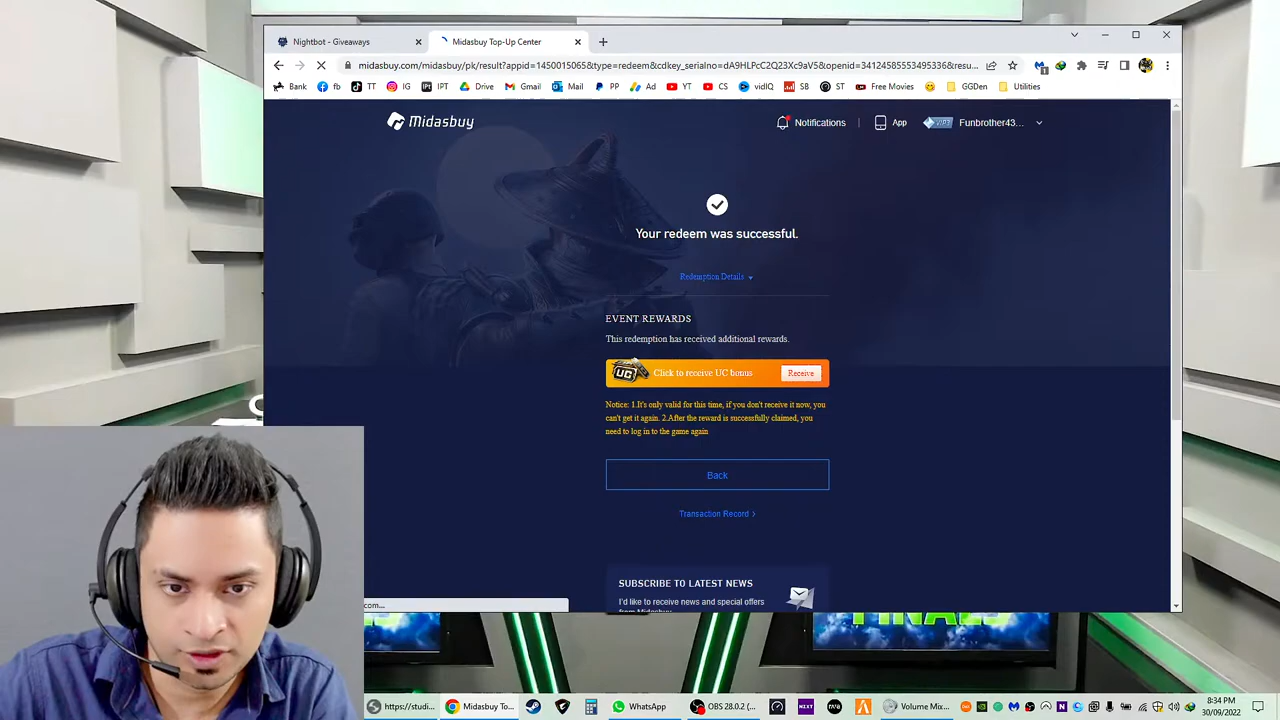 Nightbot - Giveaways
Midasbuy Top-Up Center
midasbuy.com/midasbuy/pk/result?appid=1450015065&type=redeem&cdkey_serialno=dA9HLPcC2Q23Xc9aV5&openid=34124585553495336&resu...
Bank fb TT IG IPT Drive Gmail Mail PP Ad YT CS vidIQ SB ST Free Movies GGDen Utilities
Midasbuy
Notifications | App Funbrother43...
Your redeem was successful.
Redemption Details
EVENT REWARDS
This redemption has received additional rewards.
UC Click to receive UC bonus Receive
Notice: 1.It's only valid for this time, if you don't receive it now, you
can't get it again. 2.After the reward is successfully claimed, you
need to log in to the game again
Back
Transaction Record >
SUBSCRIBE TO LATEST NEWS
I'd like to receive news and special offers
from Midasbuy
com...
https://studi... Midasbuy To... WhatsApp OBS 28.0.2 (... Volume Mix...
8:34 PM
30/09/2022